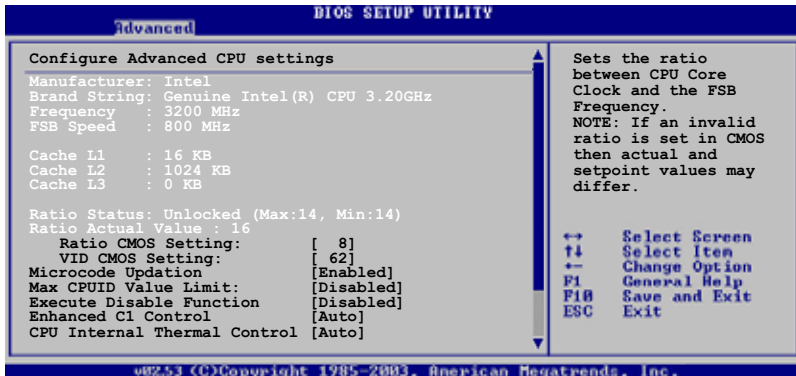 BIOS SETUP UTILITY
Advanced
Configure Advanced CPU settings
Manufacturer: Intel
Brand String: Genuine Intel(R) CPU 3.20GHz
Frequency : 3200 MHz
FSB Speed : 800 MHz
Cache L1 : 16 KB
Cache L2 : 1024 KB
Cache L3 : 0 KB
Ratio Status: Unlocked (Max:14, Min:14)
Ratio Actual Value : 16
Ratio CMOS Setting: [ 8]
VID CMOS Setting: [ 62]
Microcode Updation [Enabled]
Max CPUID Value Limit: [Disabled]
Execute Disable Function [Disabled]
Enhanced C1 Control [Auto]
CPU Internal Thermal Control [Auto]
Sets the ratio
between CPU Core
Clock and the FSB
Frequency.
NOTE: If an invalid
ratio is set in CMOS
then actual and
setpoint values may
differ.
↔ Select Screen
↑↓ Select Item
+- Change Option
F1 General Help
F10 Save and Exit
ESC Exit
v02.53 (C)Copyright 1985-2003, American Megatrends, Inc.